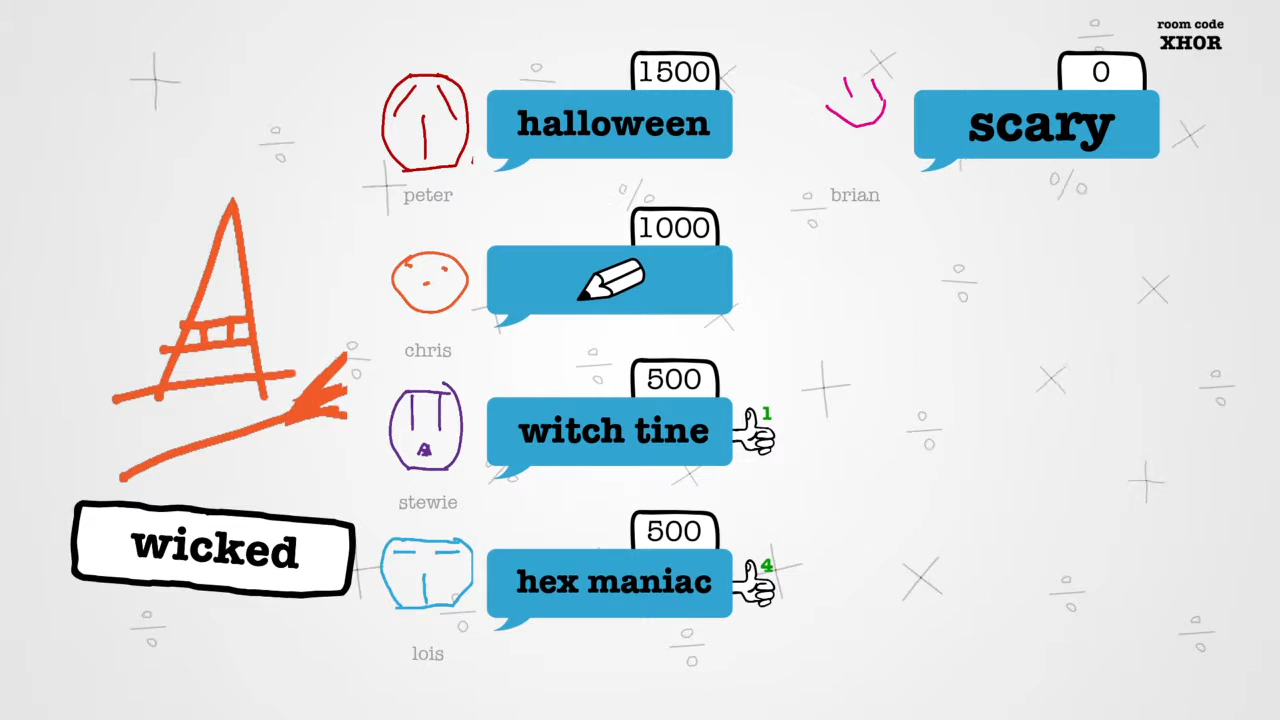 room code
XHOR
1500
halloween
peter
0
scary
brian
1000
chris
500
witch tine
1
stewie
500
hex maniac
4
lois
wicked